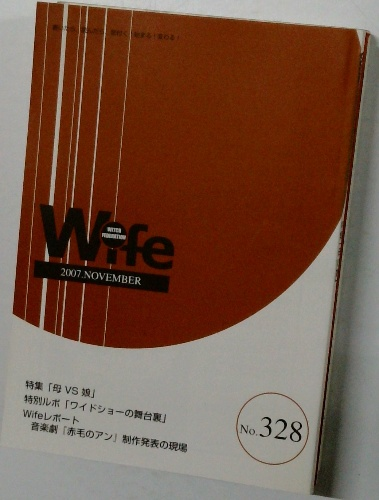 Wife
2007.NOVEMBER
特集「母 VS 娘」
特別ルポ「ワイドショーの舞台裏」
Wifeレポート
音楽劇『赤毛のアン』制作発表の現場
No.328